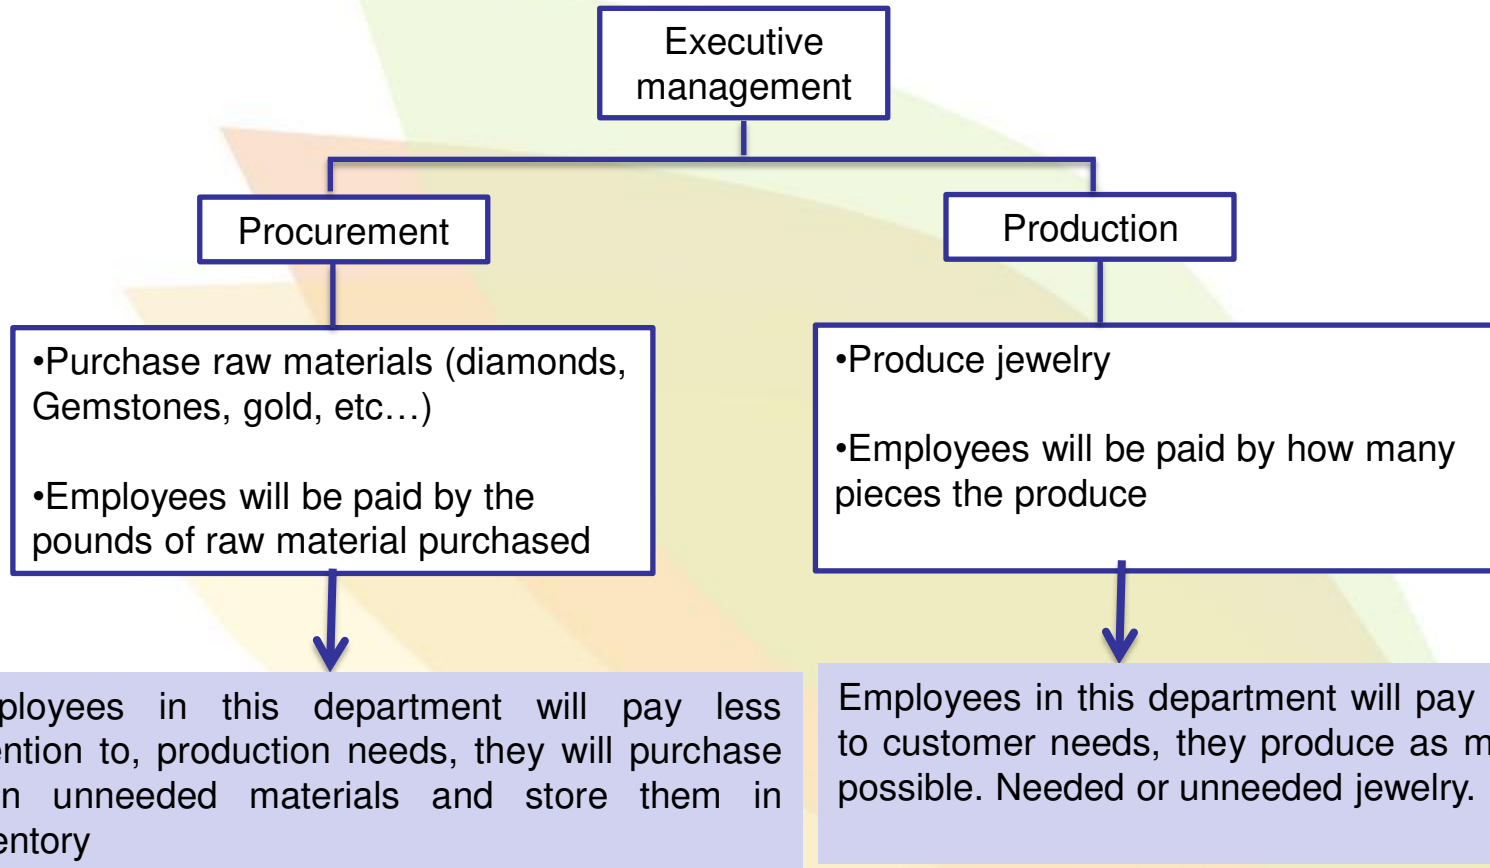 Executive
management
Procurement
Production
•Purchase raw materials (diamonds,
Gemstones, gold, etc…)
•Employees will be paid by the
pounds of raw material purchased
•Produce jewelry
•Employees will be paid by how many
pieces the produce
ployees in this department will pay less
ention to, production needs, they will purchase
n unneeded materials and store them in
entory
Employees in this department will pay
to customer needs, they produce as m
possible. Needed or unneeded jewelry.